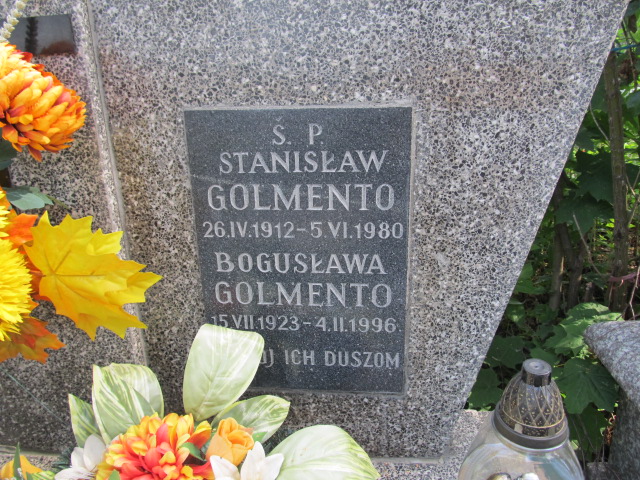 Ś. P.
STANISŁAW
GOLMENTO
26.IV.1912-5.VI.1980
BOGUSŁAWA
GOLMENTO
15.VII.1923-4.II.1996.
ICH DUSZOM